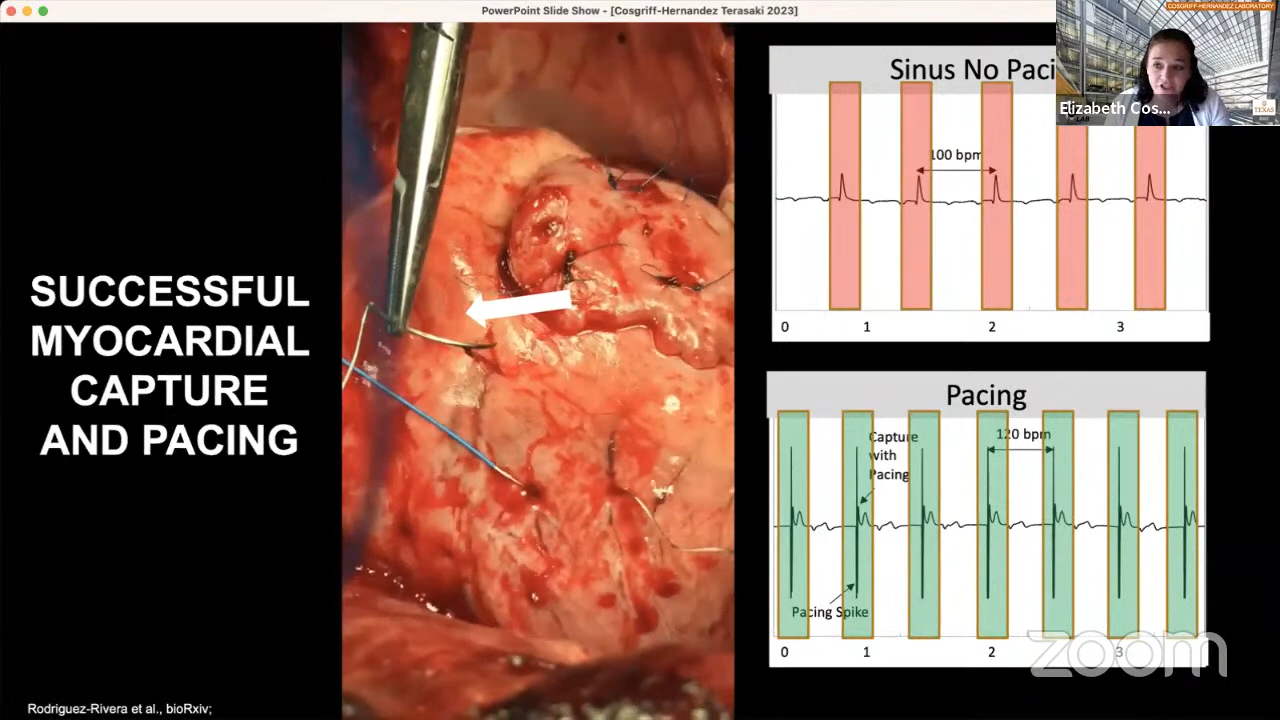 PowerPoint Slide Show - [Cosgriff-Hernandez Terasaki 2023]
COSGRIFF-HERNANDEZ LABORATORY
Elizabeth Cos...
TEXAS
SUCCESSFUL
MYOCARDIAL
CAPTURE
AND PACING
Sinus No Paci
100 bpm
0 1 2 3
Pacing
Capture
with
Pacing
120 bpm
Pacing Spike
0 1 2 3
zoom
Rodriguez-Rivera et al., bioRxiv;